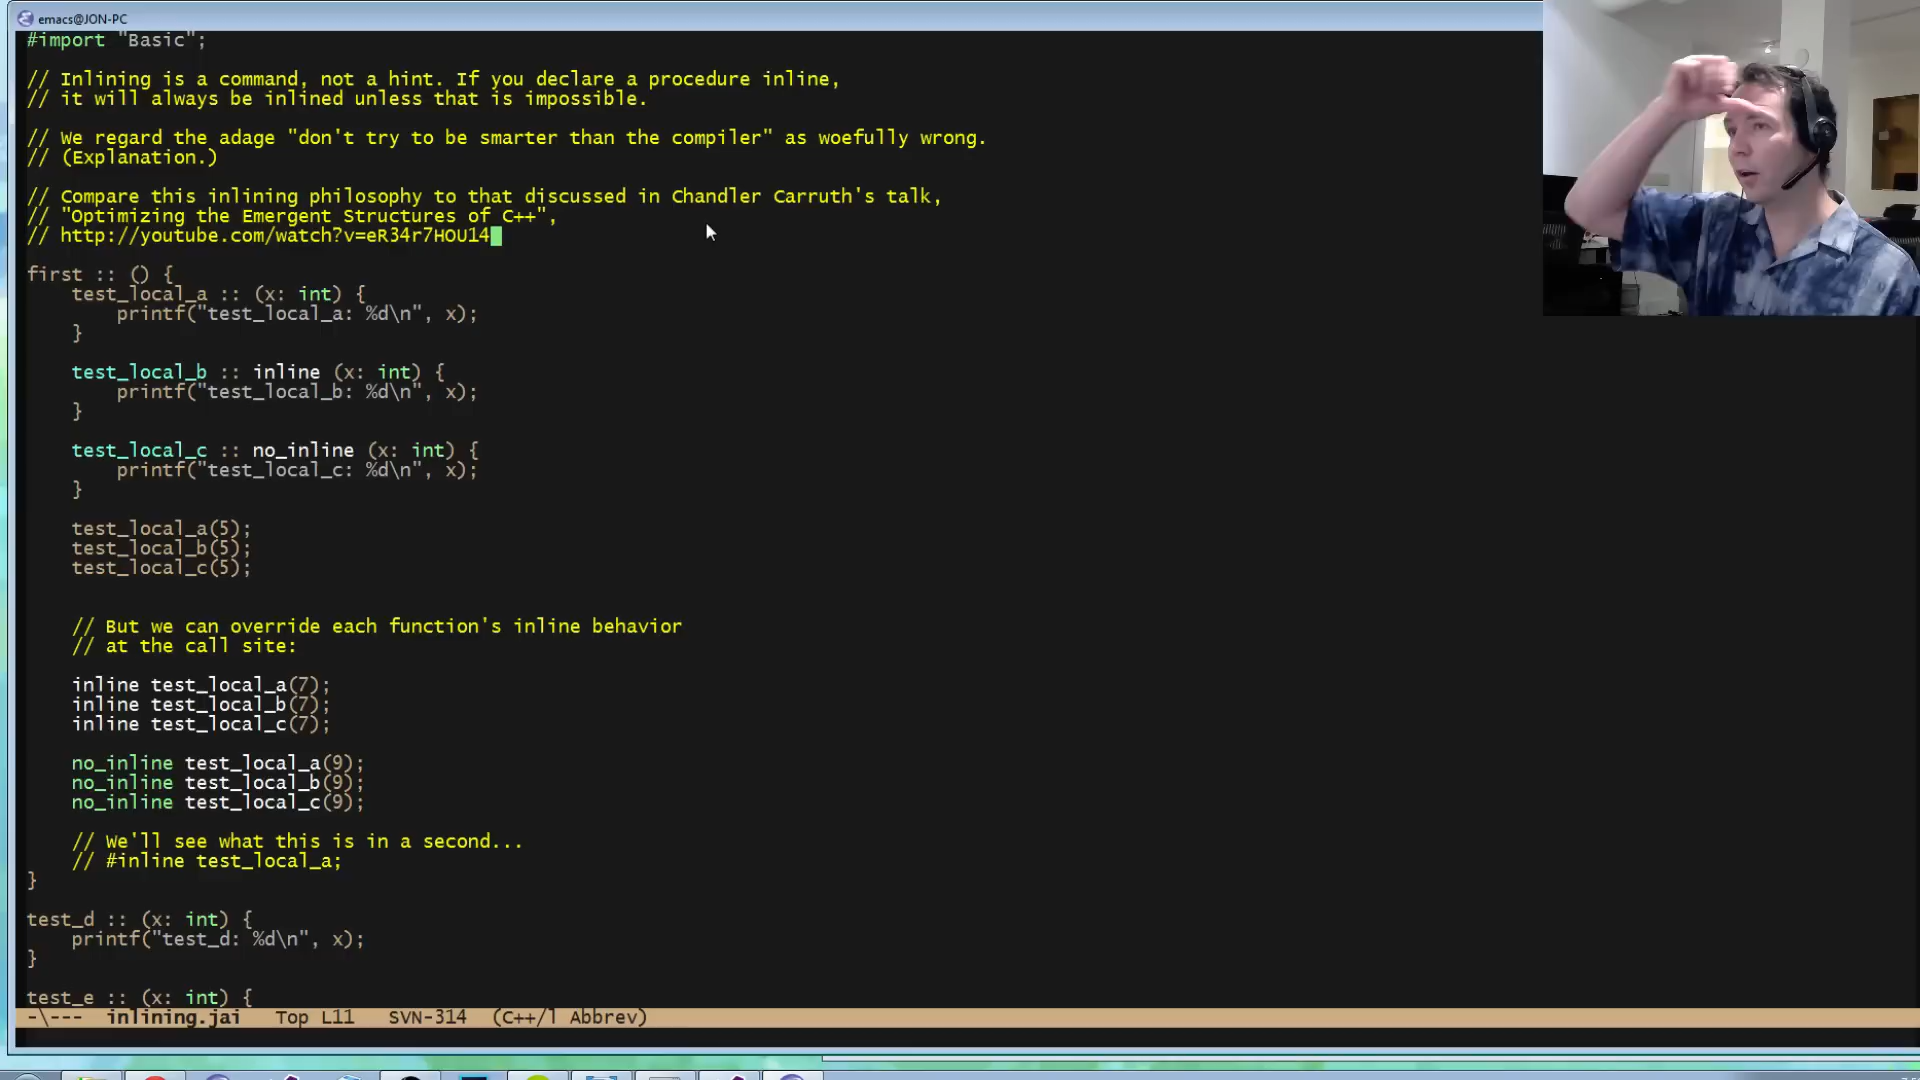 emacs@JON-PC
#import "Basic";
// Inlining is a command, not a hint. If you declare a procedure inline,
// it will always be inlined unless that is impossible.
// We regard the adage "don't try to be smarter than the compiler" as woefully wrong.
// (Explanation.)
// Compare this inlining philosophy to that discussed in Chandler Carruth's talk,
// "Optimizing the Emergent Structures of C++",
// http://youtube.com/watch?v=eR34r7HOU14
first :: () {
    test_local_a :: (x: int) {
        printf("test_local_a: %d\n", x);
    }
    test_local_b :: inline (x: int) {
        printf("test_local_b: %d\n", x);
    }
    test_local_c :: no_inline (x: int) {
        printf("test_local_c: %d\n", x);
    }
    test_local_a(5);
    test_local_b(5);
    test_local_c(5);
    // But we can override each function's inline behavior
    // at the call site:
    inline test_local_a(7);
    inline test_local_b(7);
    inline test_local_c(7);
    no_inline test_local_a(9);
    no_inline test_local_b(9);
    no_inline test_local_c(9);
    // We'll see what this is in a second...
    // #inline test_local_a;
}
test_d :: (x: int) {
    printf("test_d: %d\n", x);
}
test_e :: (x: int) {
-\---  inlining.jai   Top L11   SVN-314  (C++/l Abbrev)